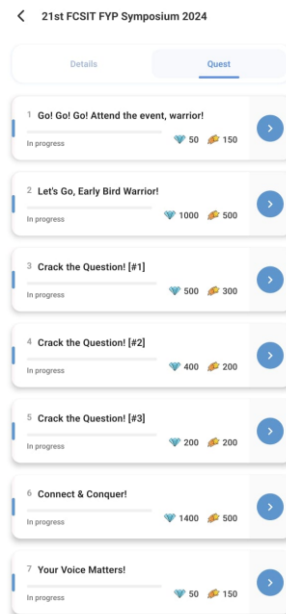 21st FCSIT FYP Symposium 2024
Details Quest
1 Go! Go! Go! Attend the event, warrior!
50 150
In progress
2 Let's Go, Early Bird Warrior!
1000 500
In progress
3 Crack the Question! [#1]
500 300
In progress
4 Crack the Question! [#2]
400 200
In progress
5 Crack the Question! [#3]
200 200
In progress
6 Connect & Conquer!
1400 500
In progress
7 Your Voice Matters!
50 150
In progress